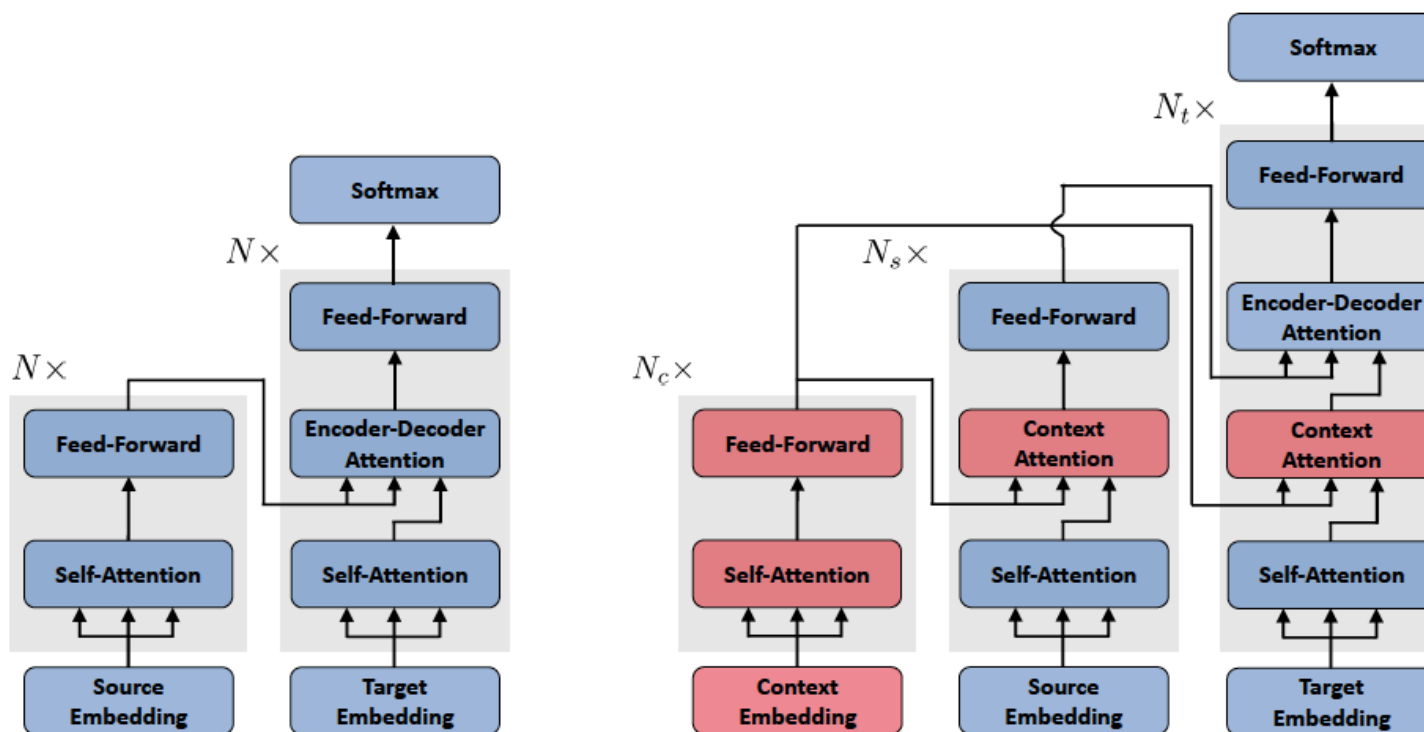 Softmax
N×
Feed-Forward
N×
Feed-Forward
Encoder-Decoder
Attention
Self-Attention
Self-Attention
Source
Embedding
Target
Embedding
Softmax
N_t×
Feed-Forward
N_s×
Feed-Forward
Encoder-Decoder
Attention
N_c×
Feed-Forward
Context
Attention
Context
Attention
Self-Attention
Self-Attention
Self-Attention
Context
Embedding
Source
Embedding
Target
Embedding